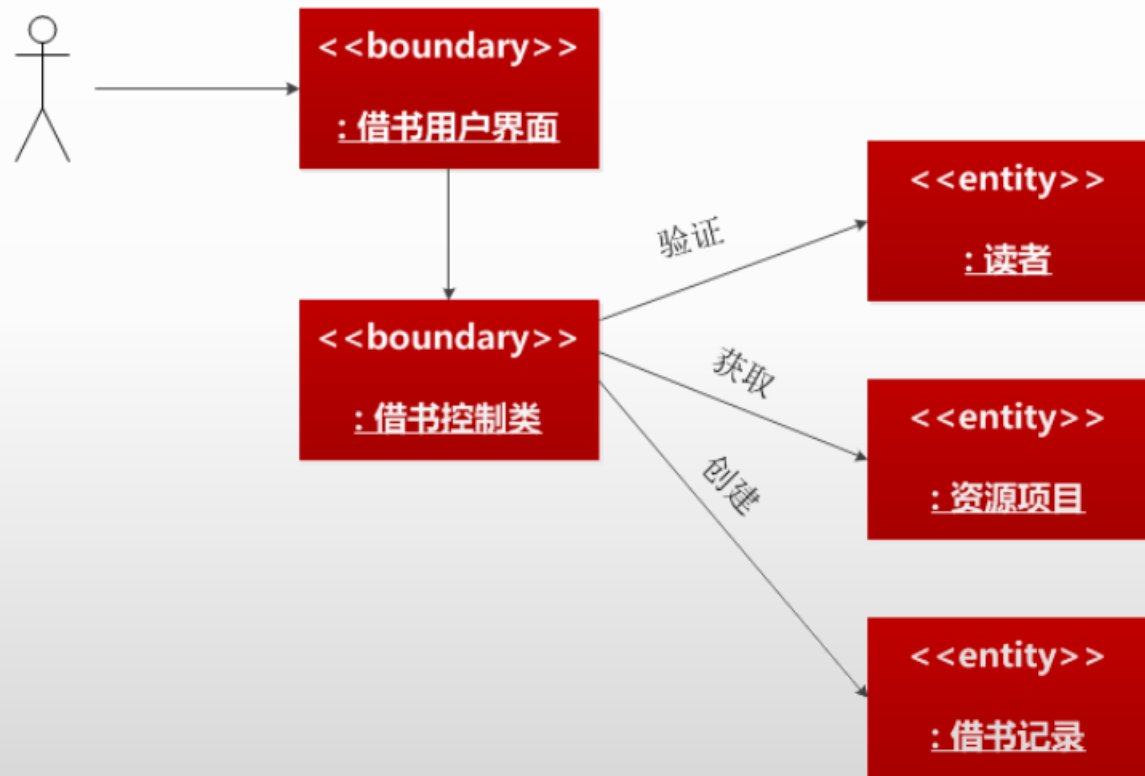 <<boundary>>
: 借书用户界面
<<boundary>>
: 借书控制类
验证
获取
创建
<<entity>>
: 读者
<<entity>>
: 资源项目
<<entity>>
: 借书记录